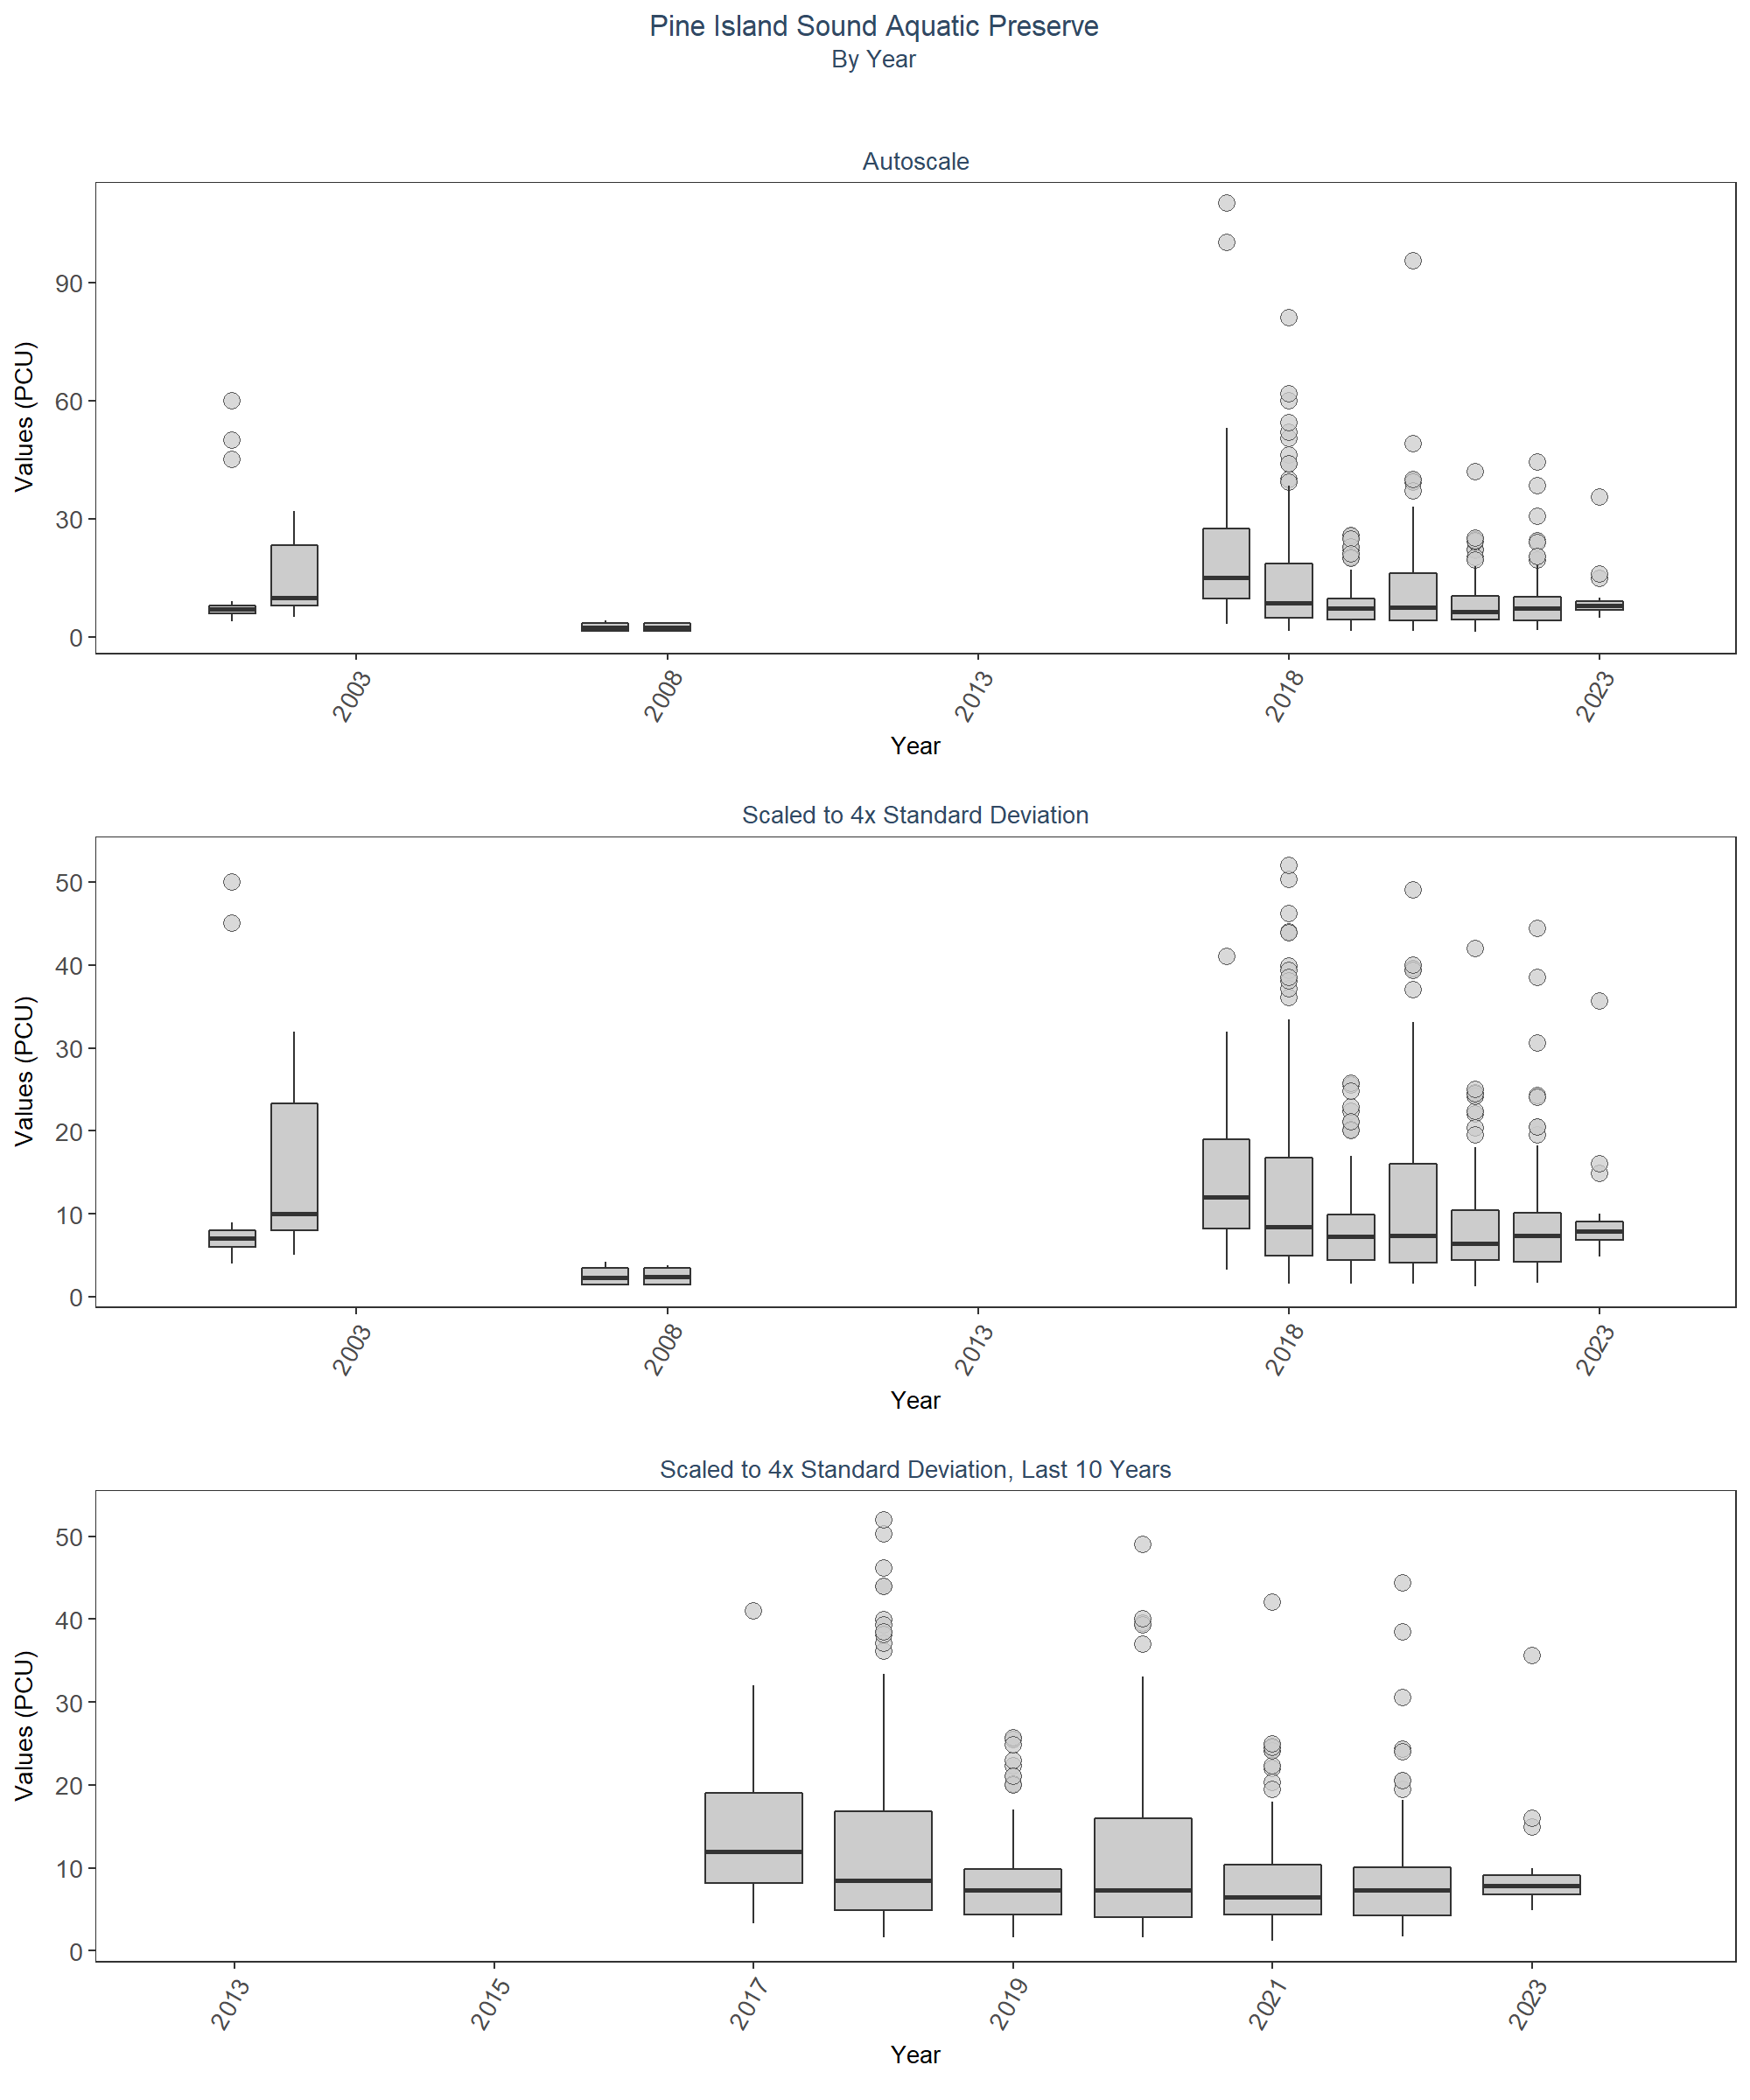 Pine Island Sound Aquatic Preserve
By Year
Autoscale
Values (PCU)
90
60
30
0
2003 2008 2013 2018 2023
Year
Scaled to 4x Standard Deviation
Values (PCU)
50
40
30
20
10
0
2003 2008 2013 2018 2023
Year
Scaled to 4x Standard Deviation, Last 10 Years
Values (PCU)
50
40
30
20
10
0
2013 2015 2017 2019 2021 2023
Year